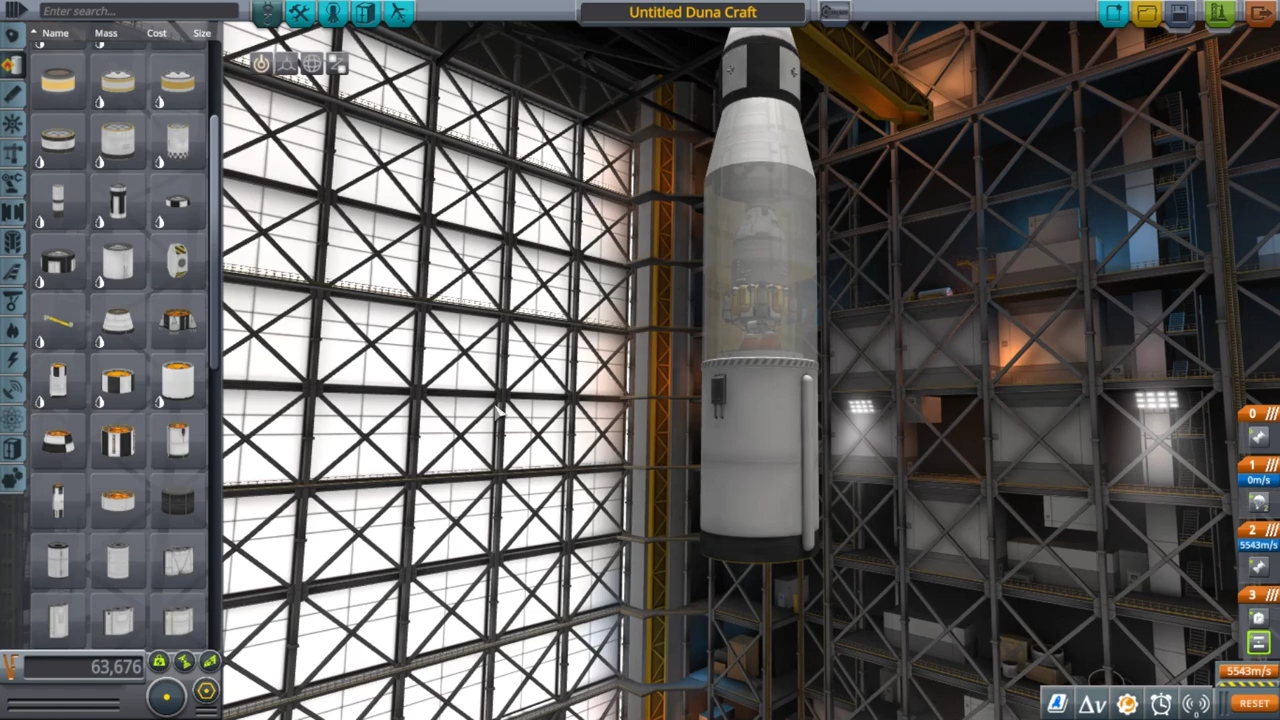 Enter search...
Untitled Duna Craft
Name Mass Cost Size
0
1
0m/s
2
5543m/s
3
63,676
5543m/s
Δv
RESET